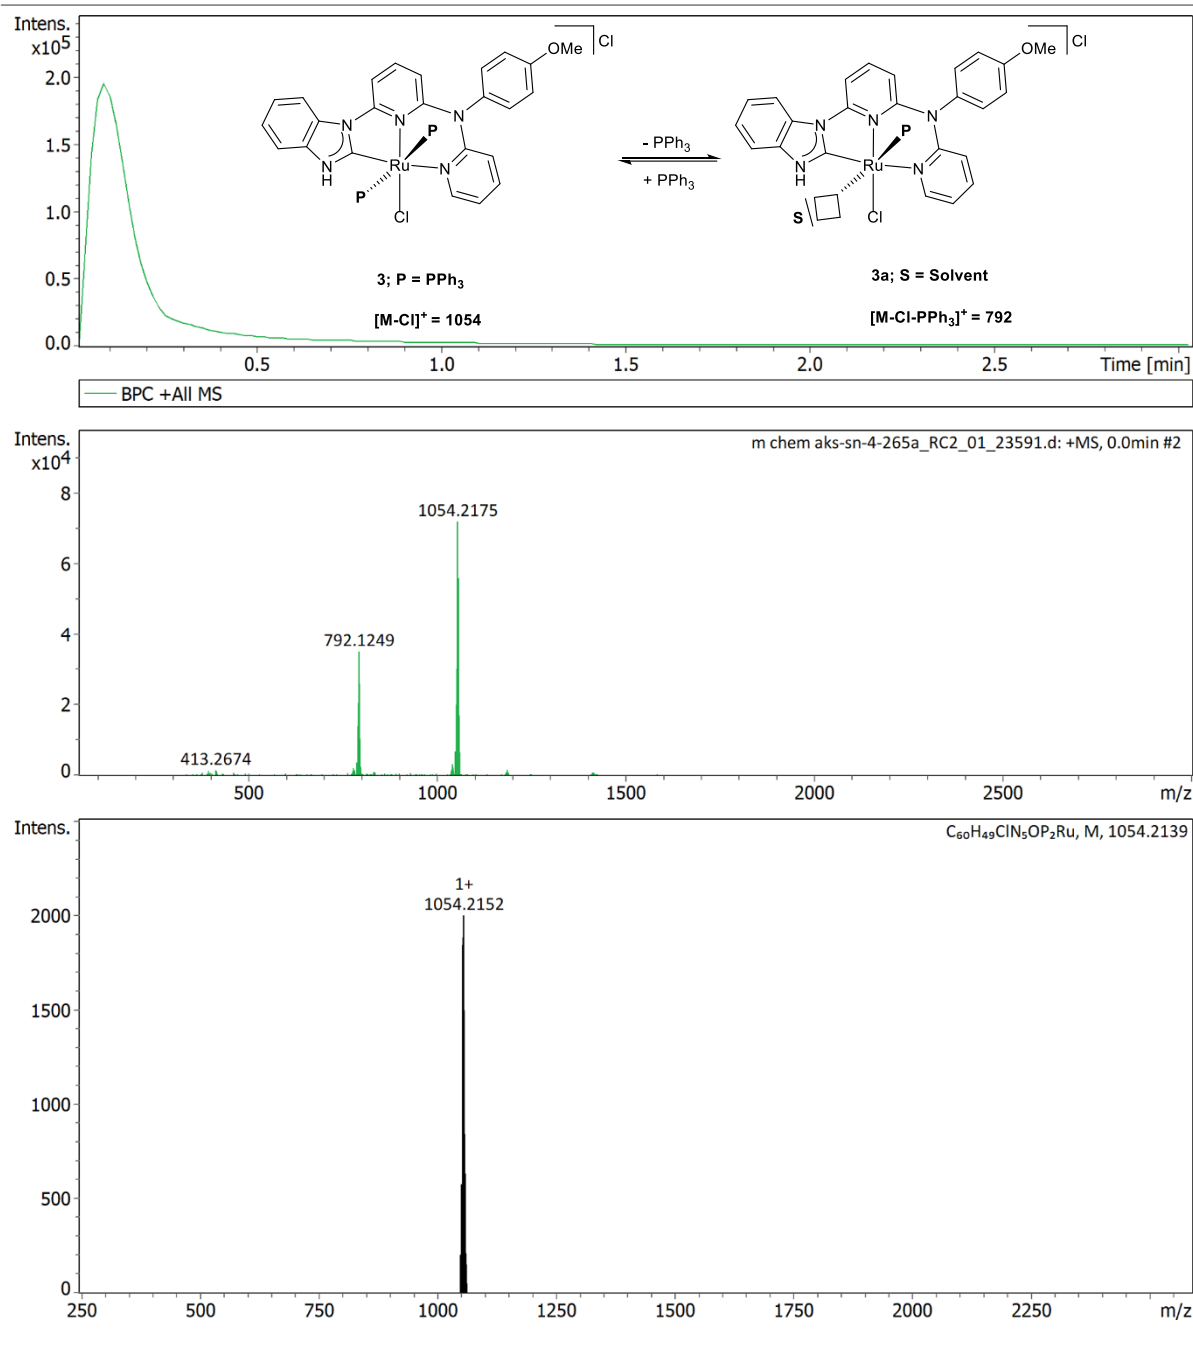 Intens.
x10⁵
2.0
1.5
1.0
0.5
0.0
OMe
Cl
N
N
N
P
N
H
Ru
N
P
Cl
3; P = PPh₃
[M-Cl]⁺ = 1054
- PPh₃
+ PPh₃
OMe
Cl
N
N
N
P
N
H
Ru
N
S
Cl
3a; S = Solvent
[M-Cl-PPh₃]⁺ = 792
0.5 1.0 1.5 2.0 2.5 Time [min]
BPC +All MS
Intens.
x10⁴
m chem aks-sn-4-265a_RC2_01_23591.d: +MS, 0.0min #2
8
6
4
2
0
1054.2175
792.1249
413.2674
500 1000 1500 2000 2500 m/z
Intens.
C₆₀H₄₉ClN₅OP₂Ru, M, 1054.2139
1+
1054.2152
2000
1500
1000
500
0
250 500 750 1000 1250 1500 1750 2000 2250 m/z